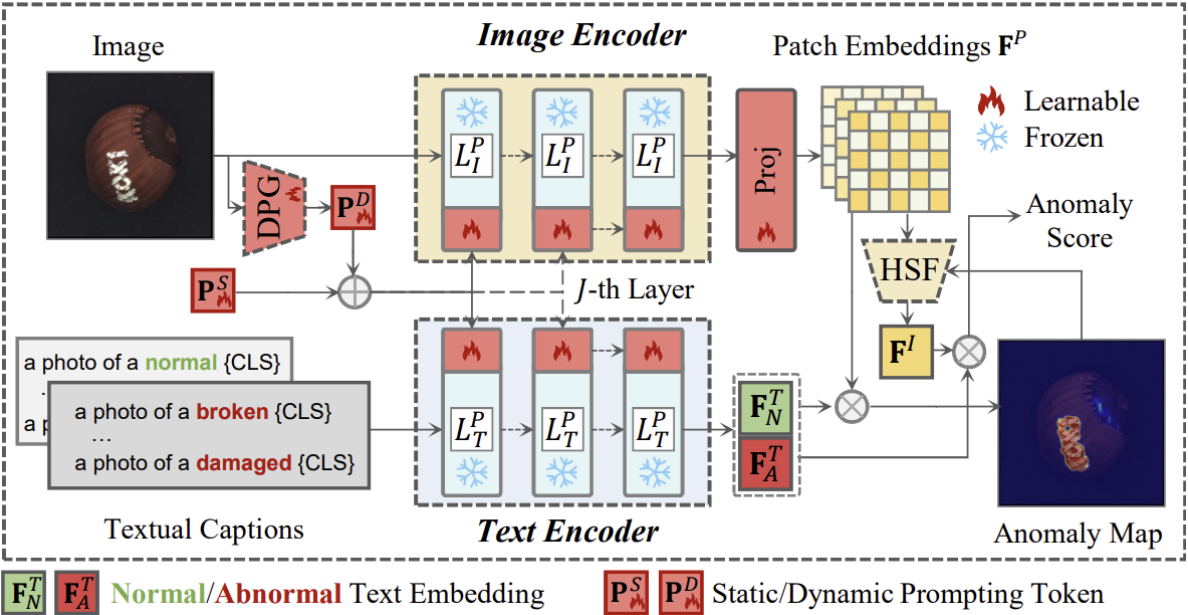 Image
Image Encoder
Patch Embeddings F^P
Learnable
Frozen
L_I^P L_I^P L_I^P
Proj
DPG
P^D
P^S
J-th Layer
HSF
Anomaly
Score
F^I
a photo of a normal {CLS}
...
a p
a photo of a broken {CLS}
...
a photo of a damaged {CLS}
L_T^P L_T^P L_T^P
F_N^T
F_A^T
Textual Captions
Text Encoder
Anomaly Map
F_N^T F_A^T Normal/Abnormal Text Embedding
P^S P^D Static/Dynamic Prompting Token